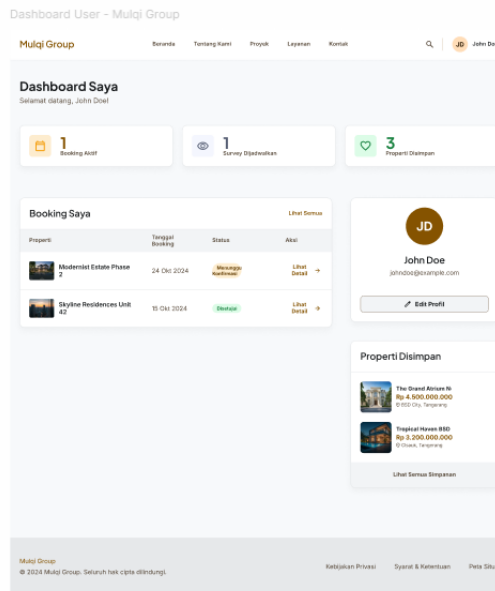 Dashboard User - Mulqi Group
Mulqi Group
Beranda
Tentang Kami
Proyek
Layanan
Kontak
JD
John Do
Dashboard Saya
Selamat datang, John Doe!
1
Booking Aktif
1
Survey Dijadwalkan
3
Properti Disimpan
Booking Saya
Lihat Semua
Properti
Tanggal
Booking
Status
Aksi
Modernist Estate Phase
2
24 Okt 2024
Menunggu
Konfirmasi
Lihat
Detail →
Skyline Residences Unit
42
15 Okt 2024
Disetujui
Lihat
Detail →
JD
John Doe
johndoe@example.com
Edit Profil
Properti Disimpan
The Grand Atrium Re
Rp 4.500.000.000
BSD City, Tangerang
Tropical Haven BSD
Rp 3.200.000.000
Cisauk, Tangerang
Lihat Semua Simpanan
Mulqi Group
© 2024 Mulqi Group. Seluruh hak cipta dilindungi.
Kebijakan Privasi
Syarat & Ketentuan
Peta Situ